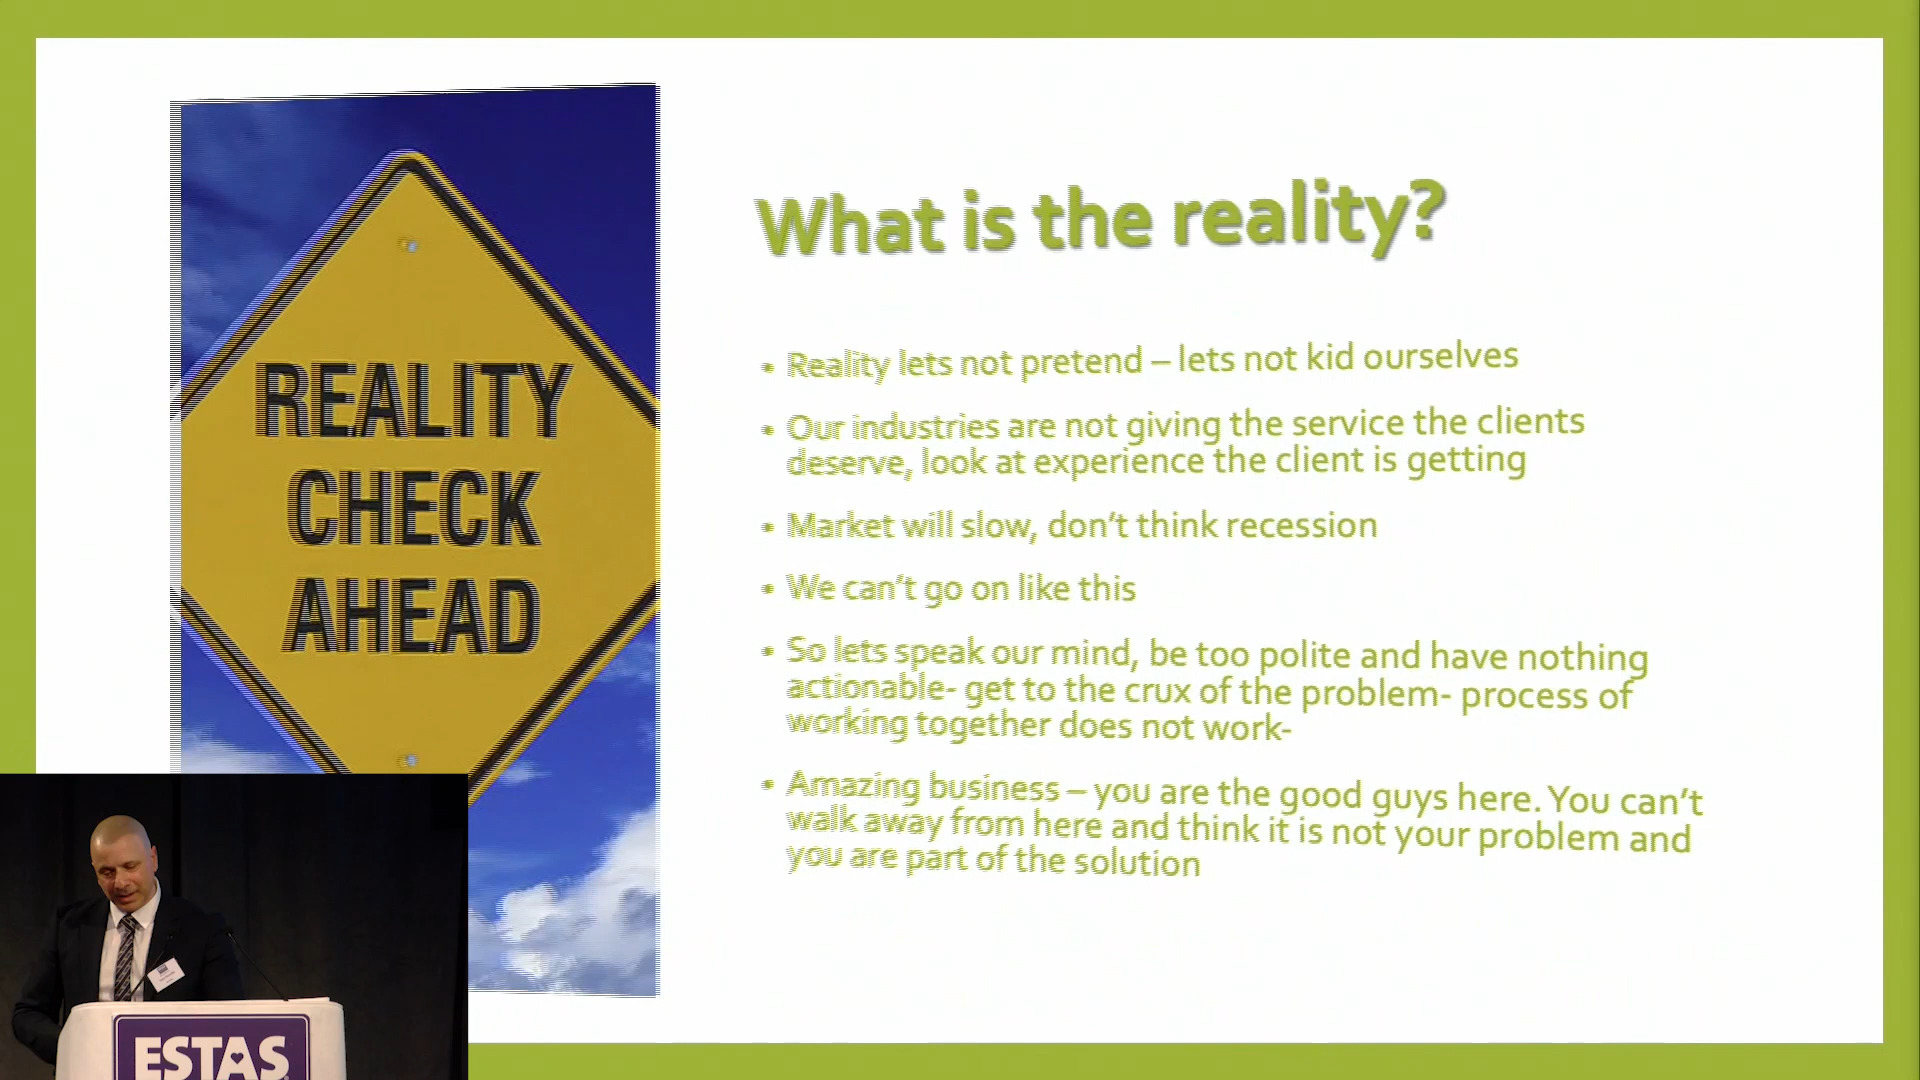 REALITY
CHECK
AHEAD
What is the reality?
• Reality lets not pretend – lets not kid ourselves
• Our industries are not giving the service the clients
deserve, look at experience the client is getting
• Market will slow, don't think recession
• We can't go on like this
• So lets speak our mind, be too polite and have nothing
actionable- get to the crux of the problem- process of
working together does not work-
• Amazing business – you are the good guys here. You can't
walk away from here and think it is not your problem and
you are part of the solution
ESTAS